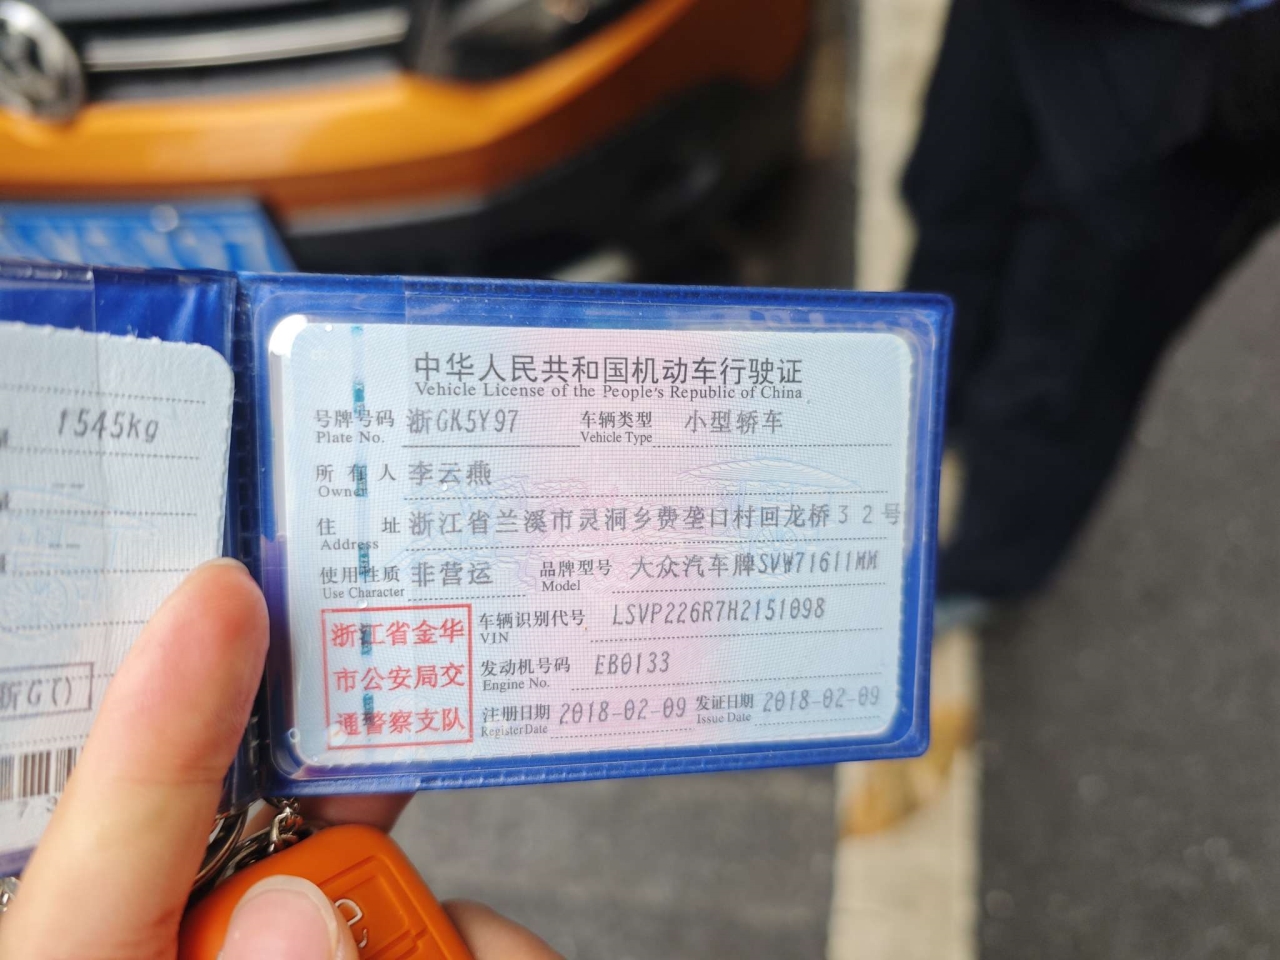 1545kg
浙G()
中华人民共和国机动车行驶证
Vehicle License of the People's Republic of China
号牌号码 浙GK5Y97 车辆类型 小型轿车
Plate No. Vehicle Type
所有人 李云燕
Owner
住址 浙江省兰溪市灵洞乡费垄口村回龙桥32号
Address
使用性质 非营运 品牌型号 大众汽车牌SVW71611MM
Use Character Model
浙江省金华
市公安局交
通警察支队
车辆识别代号 LSVP226R7H2151098
VIN
发动机号码 EB0133
Engine No.
注册日期 2018-02-09 发证日期 2018-02-09
Register Date Issue Date